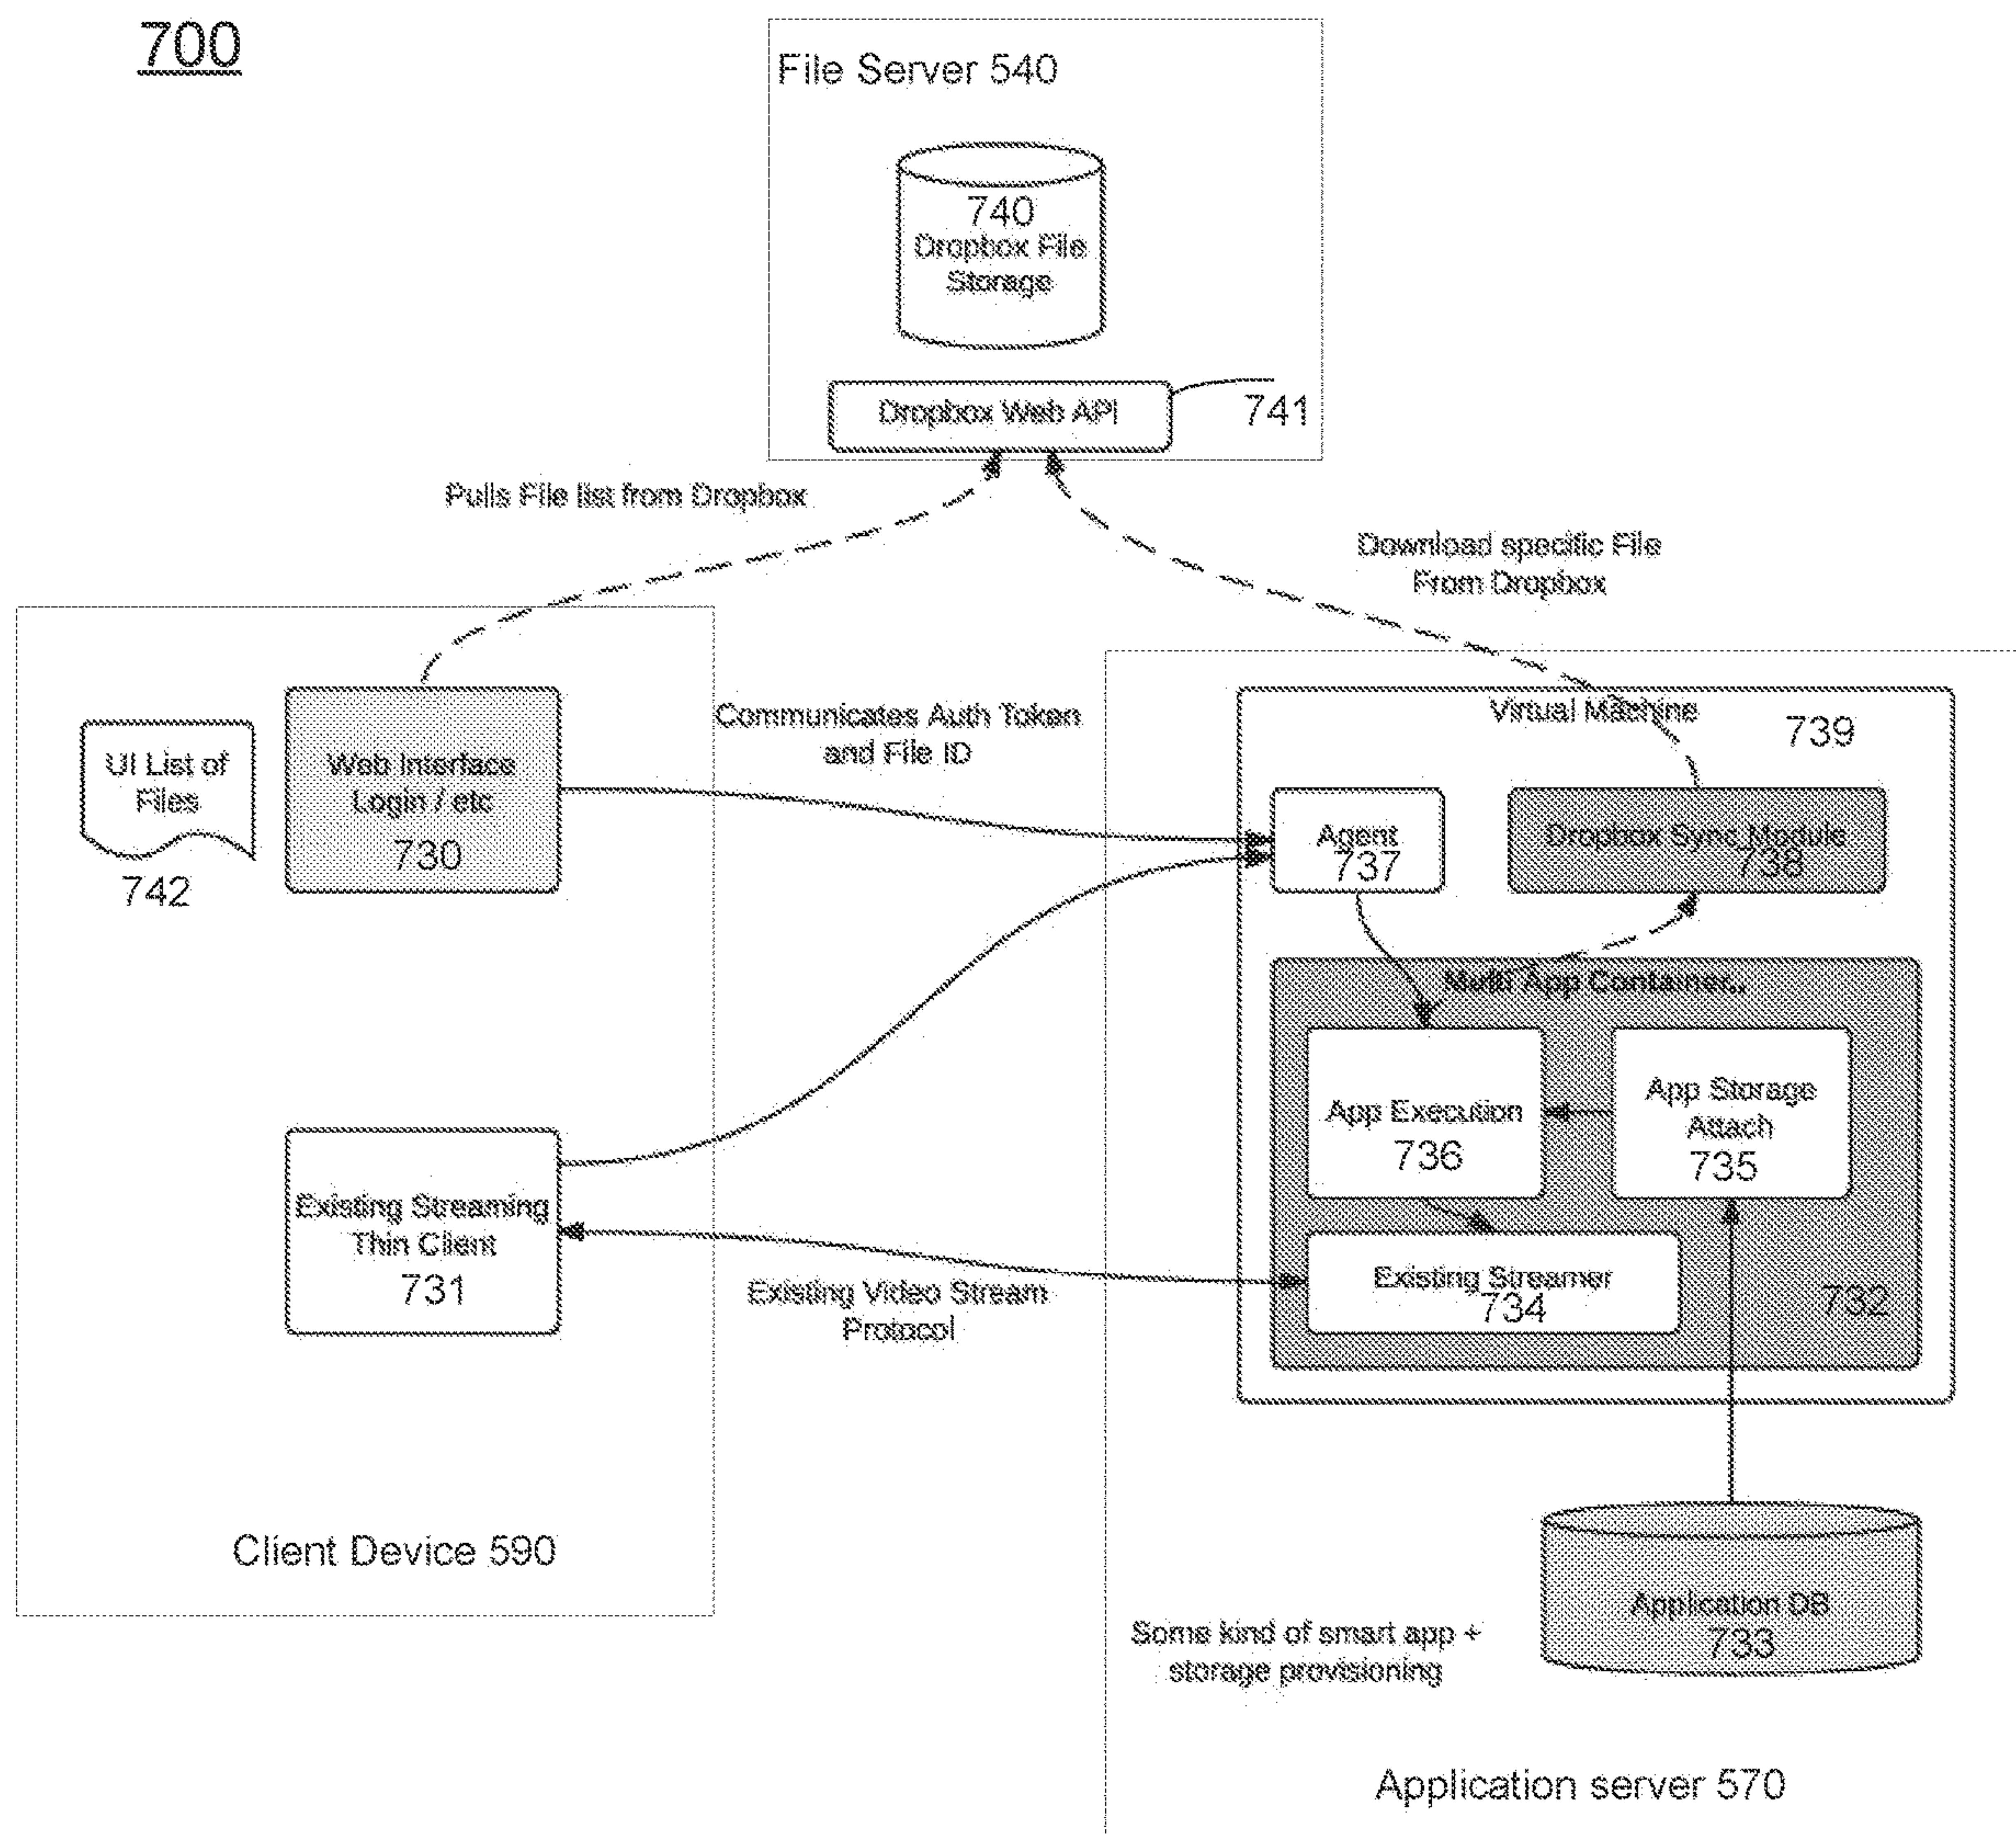 700
File Server 540
740
Dropbox File
Storage
Dropbox Web API
741
Pulls File list from Dropbox
Download specific File
From Dropbox
UI List of
Files
742
Web Interface
Login / etc
730
Communicates Auth Token
and File ID
Virtual Machine
739
Agent
737
Dropbox Sync Module
738
Multi App Container..
App Execution
736
App Storage
Attach
735
Existing Streaming
Thin Client
731
Existing Video Stream
Protocol
Existing Streamer
734
732
Client Device 590
Application DB
733
Some kind of smart app +
storage provisioning
Application server 570